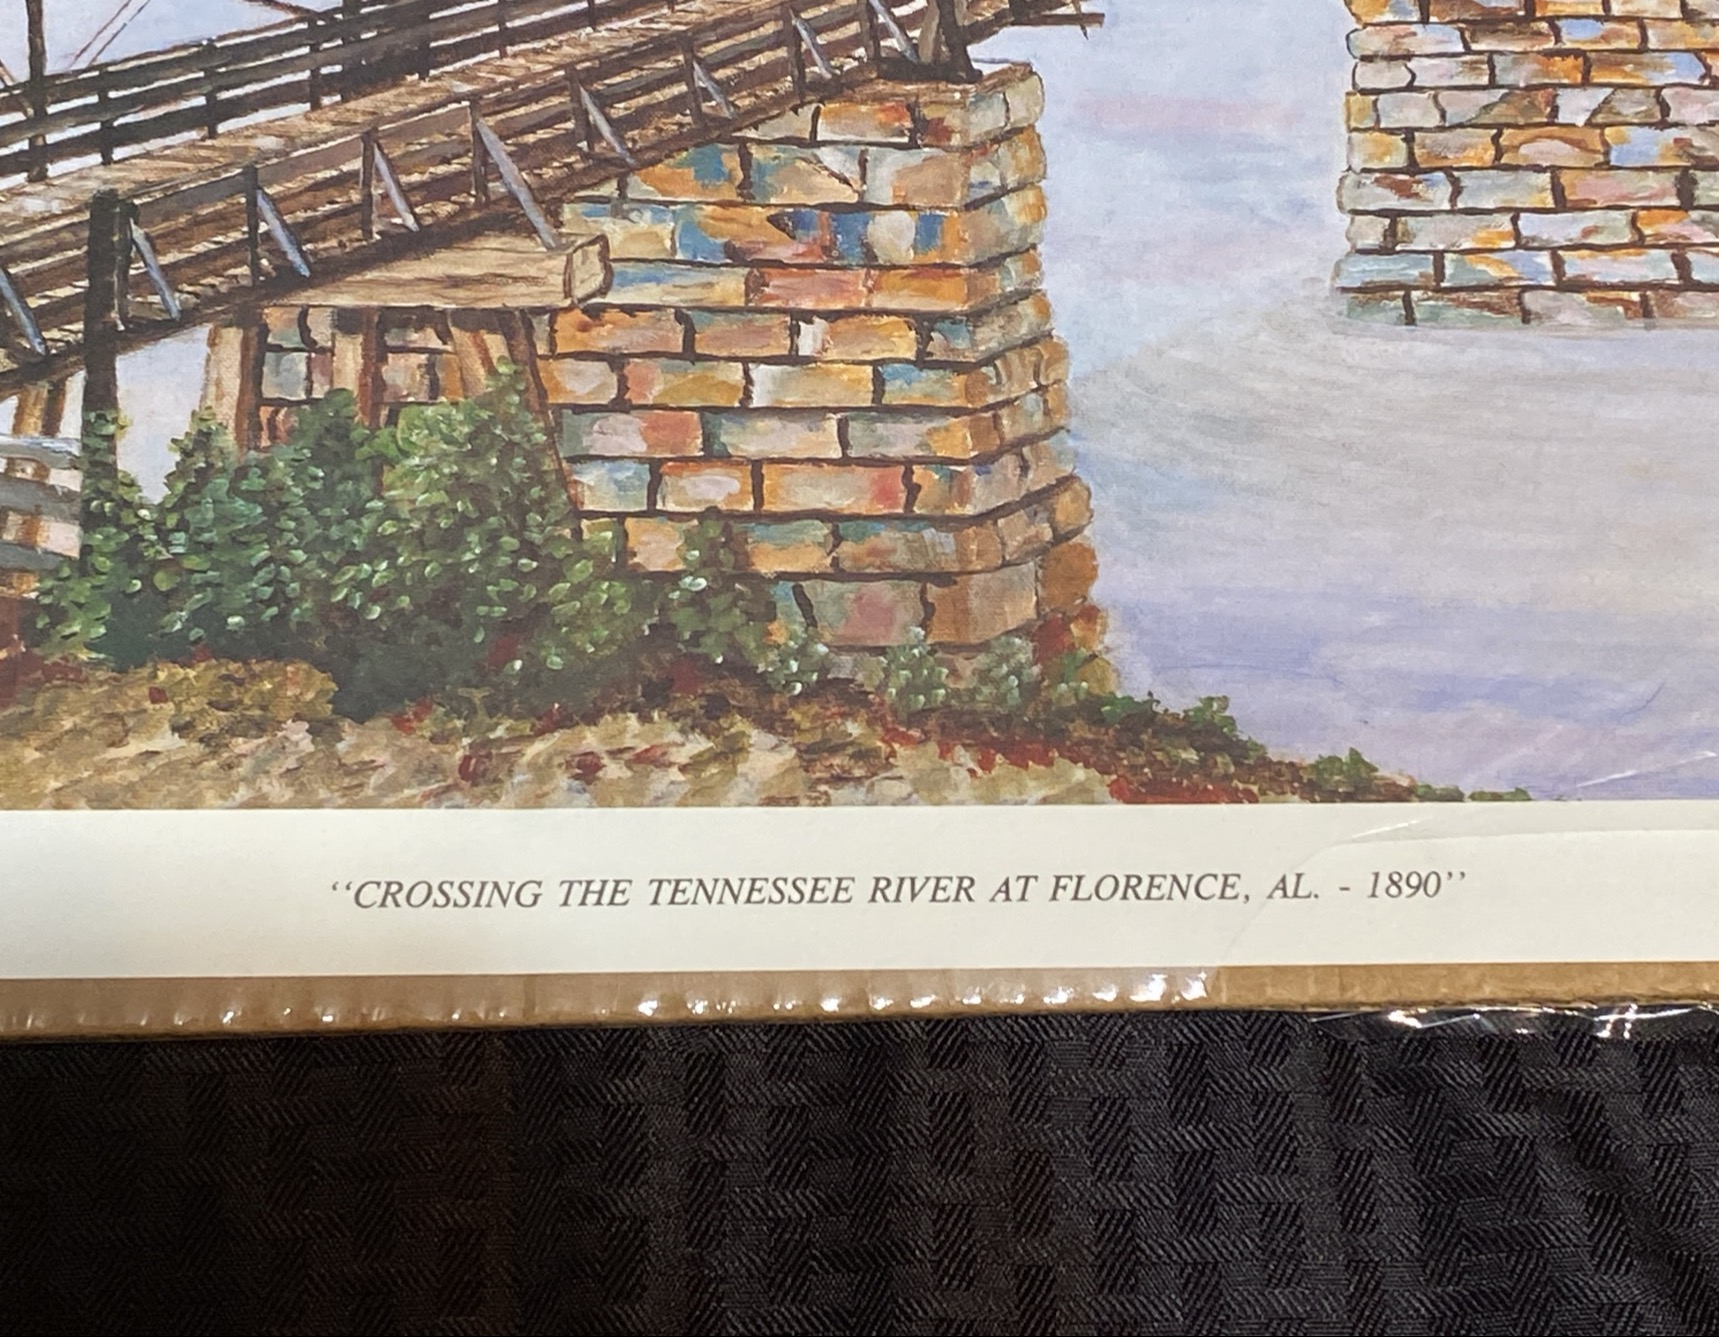 ‘‘CROSSING THE TENNESSEE RIVER AT FLORENCE, AL. - 1890’’